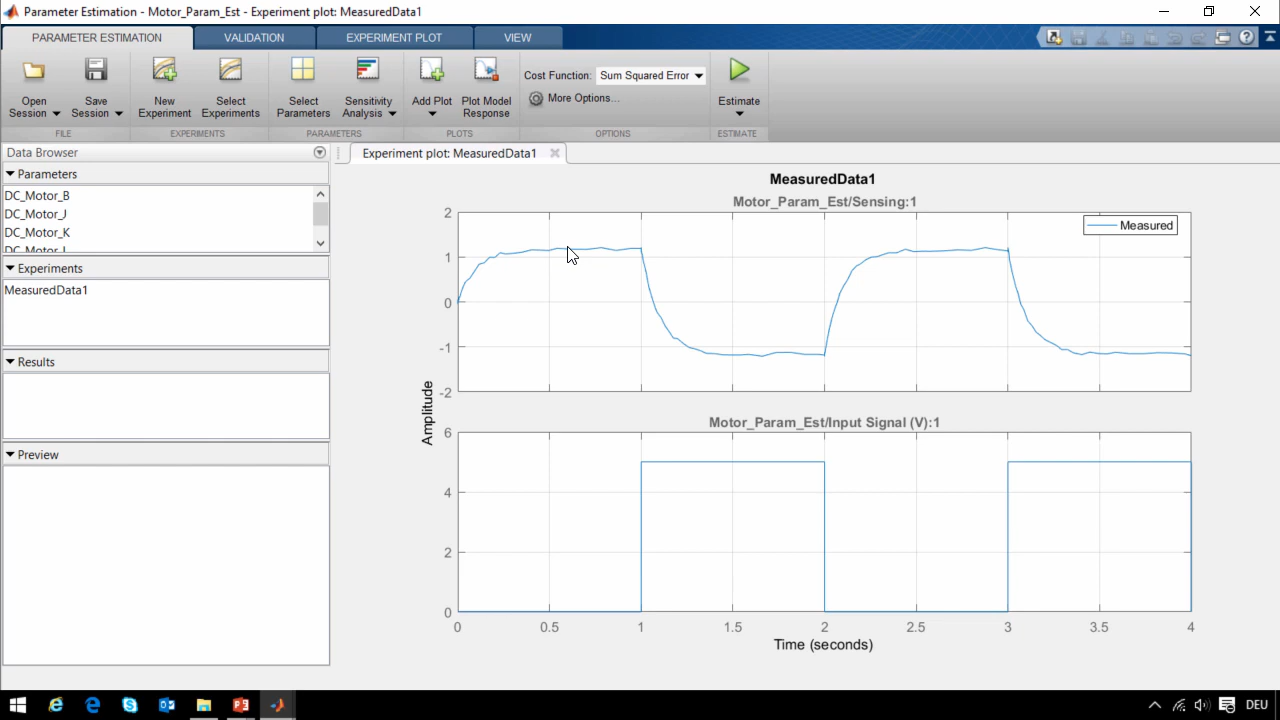 Parameter Estimation - Motor_Param_Est - Experiment plot: MeasuredData1
PARAMETER ESTIMATION VALIDATION EXPERIMENT PLOT VIEW
Open Session
Save Session
New Experiment
Select Experiments
Select Parameters
Sensitivity Analysis
Add Plot
Plot Model Response
Cost Function: Sum Squared Error
More Options...
Estimate
FILE EXPERIMENTS PARAMETERS PLOTS OPTIONS ESTIMATE
Data Browser
Parameters
DC_Motor_B
DC_Motor_J
DC_Motor_K
Experiments
MeasuredData1
Results
Preview
Experiment plot: MeasuredData1
MeasuredData1
Motor_Param_Est/Sensing:1
Measured
2
1
0
-1
-2
Amplitude
Motor_Param_Est/Input Signal (V):1
6
4
2
0
0 0.5 1 1.5 2 2.5 3 3.5 4
Time (seconds)
DEU